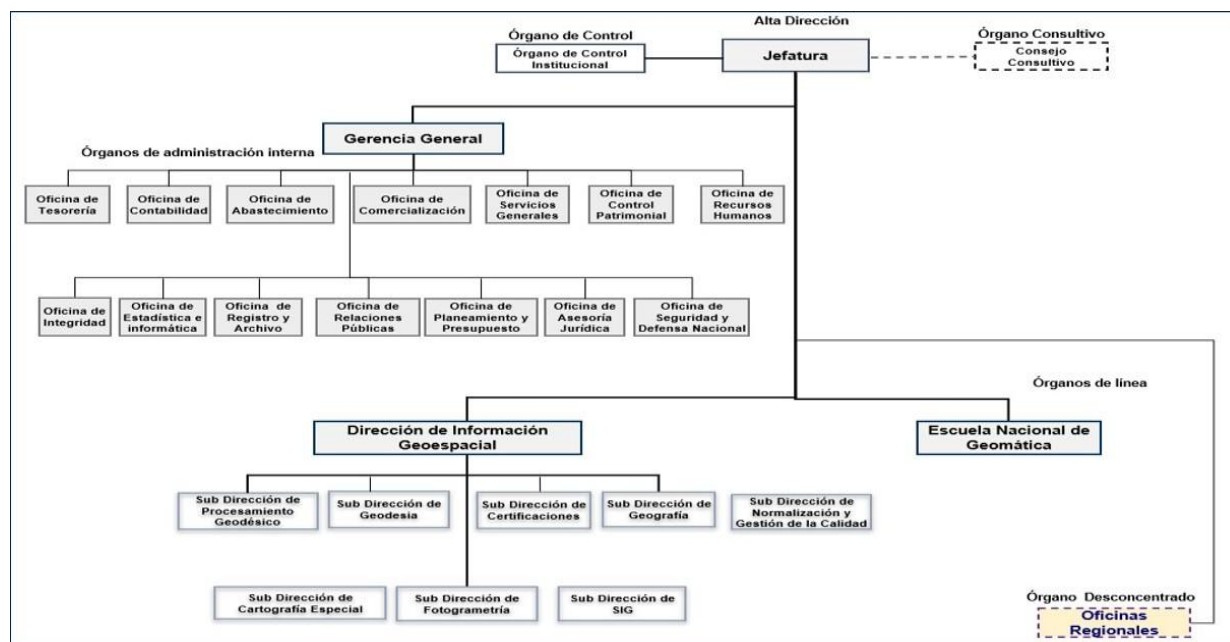 Alta Dirección
Órgano de Control
Órgano Consultivo
Órgano de Control
Institucional
Jefatura
Consejo
Consultivo
Gerencia General
Órganos de administración interna
Oficina de
Tesorería
Oficina de
Contabilidad
Oficina de
Abastecimiento
Oficina de
Comercialización
Oficina de
Servicios
Generales
Oficina de
Control
Patrimonial
Oficina de
Recursos
Humanos
Oficina de
Integridad
Oficina de
Estadística e
informática
Oficina de
Registro y
Archivo
Oficina de
Relaciones
Públicas
Oficina de
Planeamiento y
Presupuesto
Oficina de
Asesoría
Jurídica
Oficina de
Seguridad y
Defensa Nacional
Órganos de línea
Dirección de Información
Geoespacial
Escuela Nacional de
Geomática
Sub Dirección de
Procesamiento
Geodésico
Sub Dirección de
Geodesia
Sub Dirección de
Certificaciones
Sub Dirección de
Geografía
Sub Dirección de
Normalización y
Gestión de la Calidad
Sub Dirección de
Cartografía Especial
Sub Dirección de
Fotogrametría
Sub Dirección de
SIG
Órgano Desconcentrado
Oficinas
Regionales